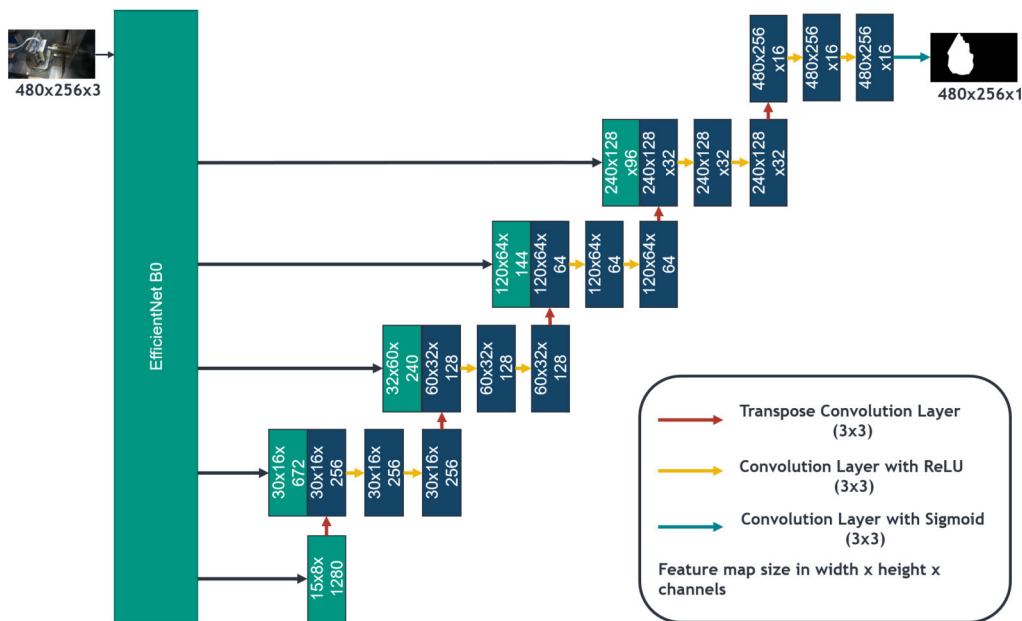 480x256x3
EfficientNet B0
480x256
x16
480x256
x16
480x256
x16
480x256x1
240x128
x96
240x128
x32
240x128
x32
240x128
x32
120x64x
144
120x64x
64
120x64x
64
120x64x
64
32x60x
240
60x32x
128
60x32x
128
60x32x
128
30x16x
672
30x16x
256
30x16x
256
30x16x
256
15x8x
1280
Transpose Convolution Layer
(3x3)
Convolution Layer with ReLU
(3x3)
Convolution Layer with Sigmoid
(3x3)
Feature map size in width x height x
channels